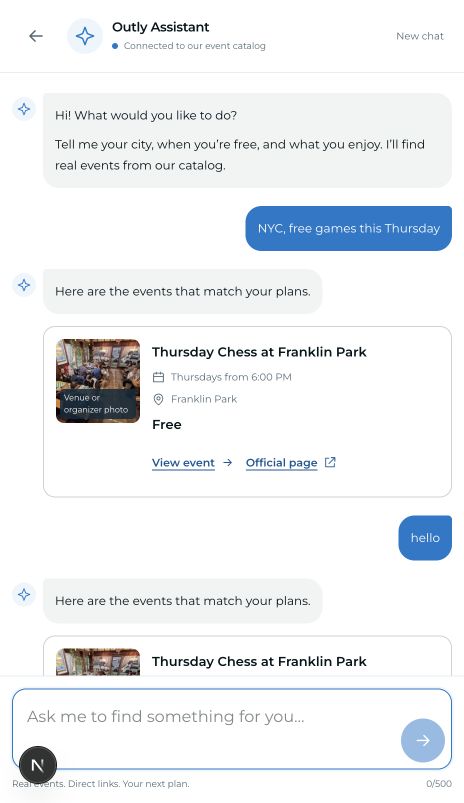 Outly Assistant
Connected to our event catalog
New chat
Hi! What would you like to do?
Tell me your city, when you’re free, and what you enjoy. I’ll find
real events from our catalog.
NYC, free games this Thursday
Here are the events that match your plans.
Venue or
organizer photo
Thursday Chess at Franklin Park
Thursdays from 6:00 PM
Franklin Park
Free
View event
Official page
hello
Here are the events that match your plans.
Thursday Chess at Franklin Park
Ask me to find something for you...
N
events. Direct links. Your next plan.
0/500